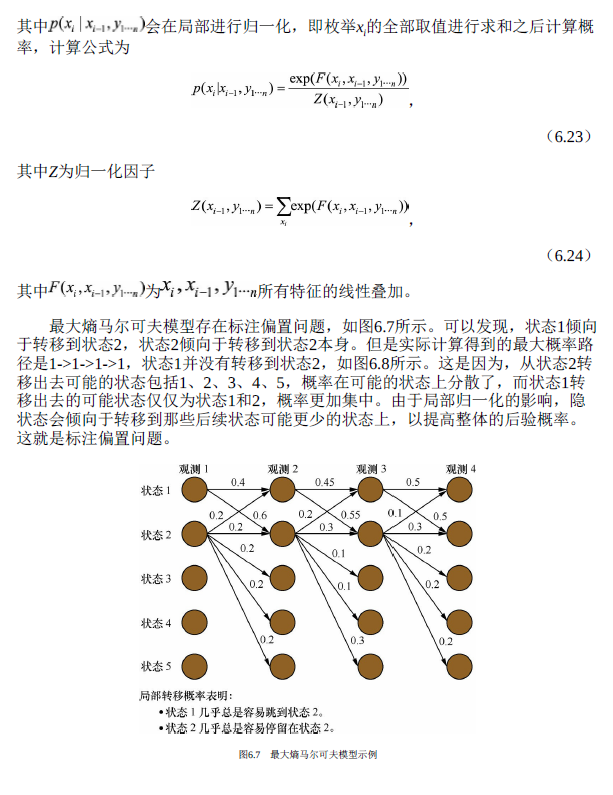 其中p(x_i | x_{i-1}, y_{1…n})会在局部进行归一化，即枚举x_i的全部取值进行求和之后计算概
率，计算公式为
p(x_i|x_{i-1}, y_{1…n}) = exp(F(x_i, x_{i-1}, y_{1…n})) / Z(x_{i-1}, y_{1…n})，
（6.23）
其中Z为归一化因子
Z(x_{i-1}, y_{1…n}) = ∑_{x_i} exp(F(x_i, x_{i-1}, y_{1…n}))，
（6.24）
其中F(x_i, x_{i-1}, y_{1…n})为x_i, x_{i-1}, y_{1…n}所有特征的线性叠加。
最大熵马尔可夫模型存在标注偏置问题，如图6.7所示。可以发现，状态1倾向
于转移到状态2，状态2倾向于转移到状态2本身。但是实际计算得到的最大概率路
径是1->1->1->1，状态1并没有转移到状态2，如图6.8所示。这是因为，从状态2转
移出去可能的状态包括1、2、3、4、5，概率在可能的状态上分散了，而状态1转
移出去的可能状态仅仅为状态1和2，概率更加集中。由于局部归一化的影响，隐
状态会倾向于转移到那些后续状态可能更少的状态上，以提高整体的后验概率。
这就是标注偏置问题。
观测 1 观测 2 观测 3 观测 4
状态 1 0.4 0.45 0.5
0.2 0.6 0.2 0.55 0.1 0.5
状态 2 0.2 0.3 0.3
0.2 0.1 0.2
状态 3 0.2 0.1 0.2
状态 4
0.2 0.3 0.2
状态 5
局部转移概率表明：
•状态 1 几乎总是容易跳到状态 2。
•状态 2 几乎总是容易停留在状态 2。
图6.7 最大熵马尔可夫模型示例